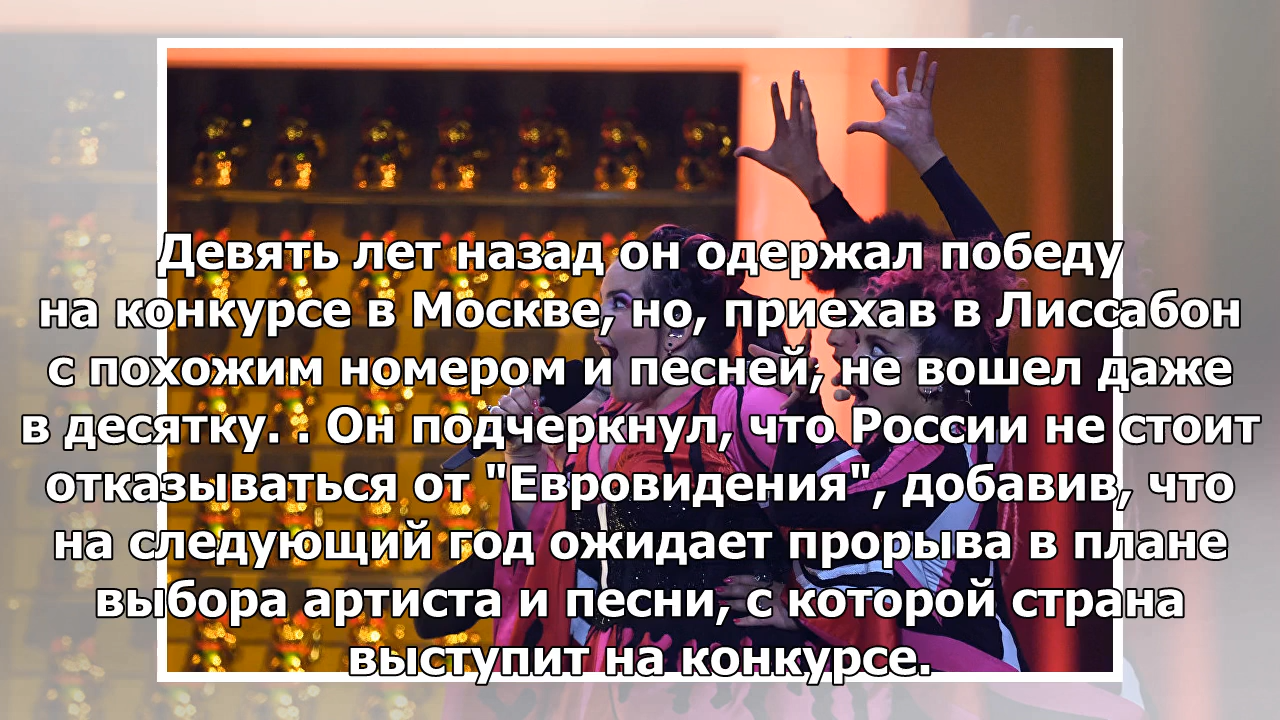 Девять лет назад он одержал победу
на конкурсе в Москве, но, приехав в Лиссабон
с похожим номером и песней, не вошел даже
в десятку. . Он подчеркнул, что России не стоит
отказываться от "Евровидения", добавив, что
на следующий год ожидает прорыва в плане
выбора артиста и песни, с которой страна
выступит на конкурсе.